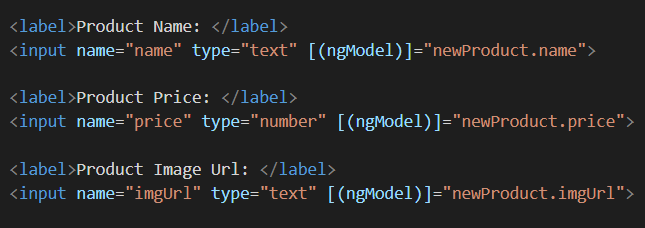 <label>Product Name: </label>
<input name="name" type="text" [(ngModel)]="newProduct.name">
<label>Product Price: </label>
<input name="price" type="number" [(ngModel)]="newProduct.price">
<label>Product Image Url: </label>
<input name="imgUrl" type="text" [(ngModel)]="newProduct.imgUrl">